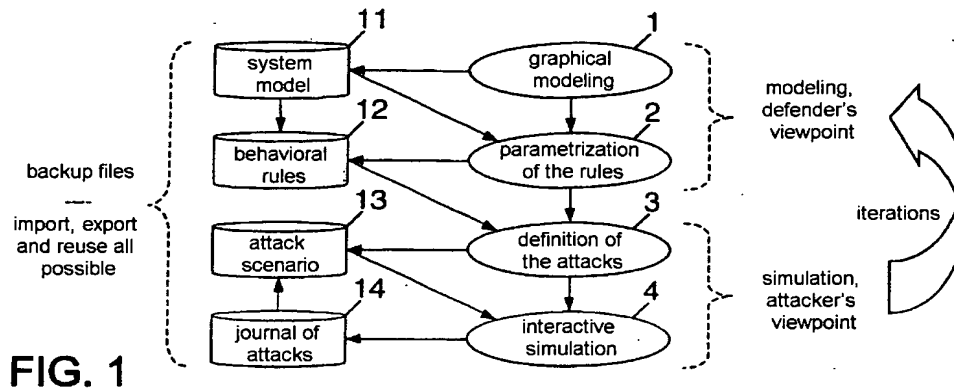 11
system
model
1
graphical
modeling
modeling,
defender's
viewpoint
12
behavioral
rules
2
parametrization
of the rules
backup files
import, export
and reuse all
possible
13
attack
scenario
3
definition of
the attacks
iterations
14
journal of
attacks
4
interactive
simulation
simulation,
attacker's
viewpoint
FIG. 1